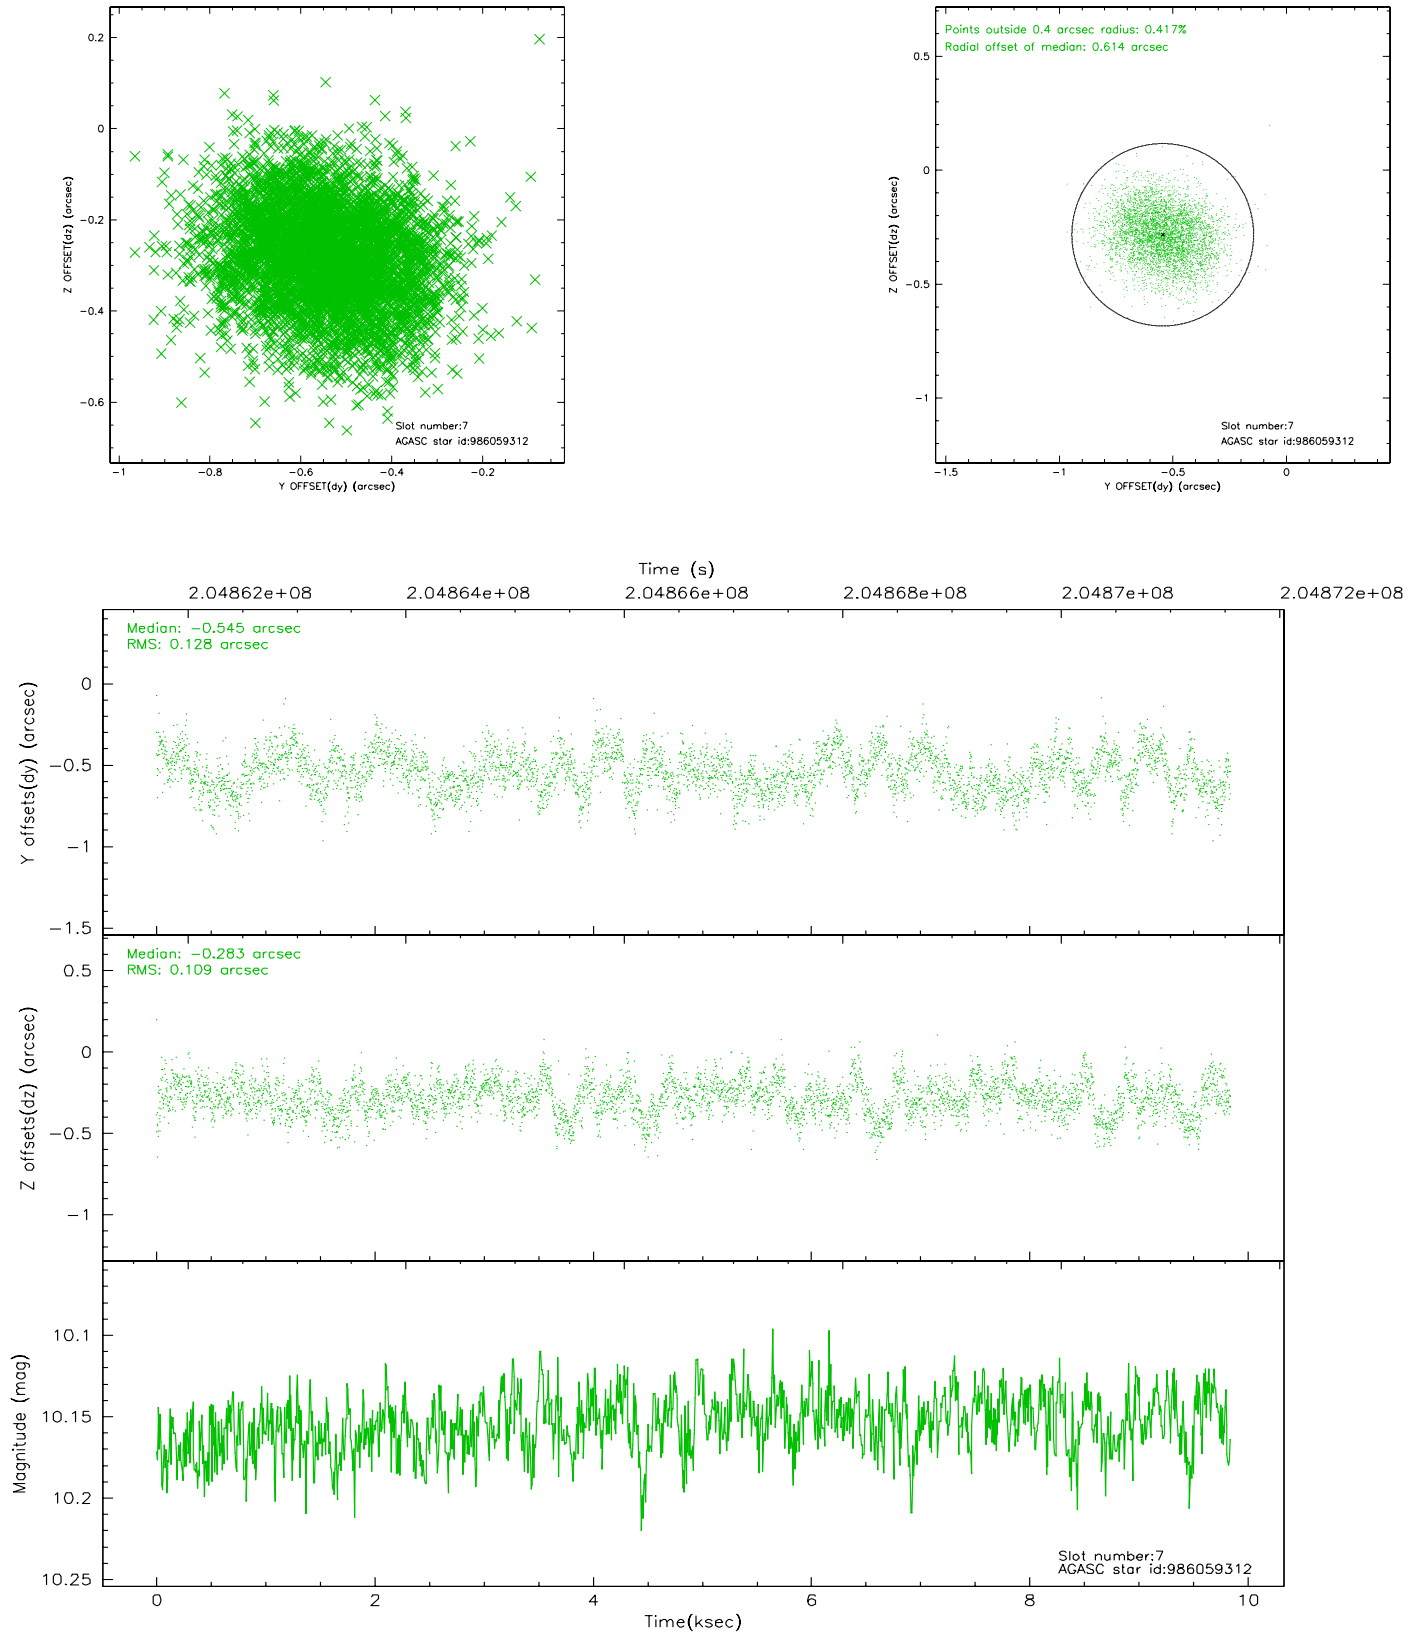 0.2
0
−0.2
−0.4
−0.6
−1
−0.8
−0.6
−0.4
−0.2
Z OFFSET(dz) (arcsec)
Y OFFSET(dy) (arcsec)
Slot number:7
AGASC star id:986059312
Points outside 0.4 arcsec radius: 0.417%
Radial offset of median: 0.614 arcsec
0.5
0
−0.5
−1
−1.5
−1
−0.5
0
Z OFFSET(dz) (arcsec)
Y OFFSET(dy) (arcsec)
Slot number:7
AGASC star id:986059312
Time (s)
2.04862e+08
2.04864e+08
2.04866e+08
2.04868e+08
2.0487e+08
2.04872e+08
Median: −0.545 arcsec
RMS: 0.128 arcsec
0
−0.5
−1
−1.5
Y offsets(dy) (arcsec)
Median: −0.283 arcsec
RMS: 0.109 arcsec
0.5
0
−0.5
−1
Z offsets(dz) (arcsec)
10.1
10.15
10.2
10.25
Magnitude (mag)
Slot number:7
AGASC star id:986059312
0
2
4
6
8
10
Time(ksec)